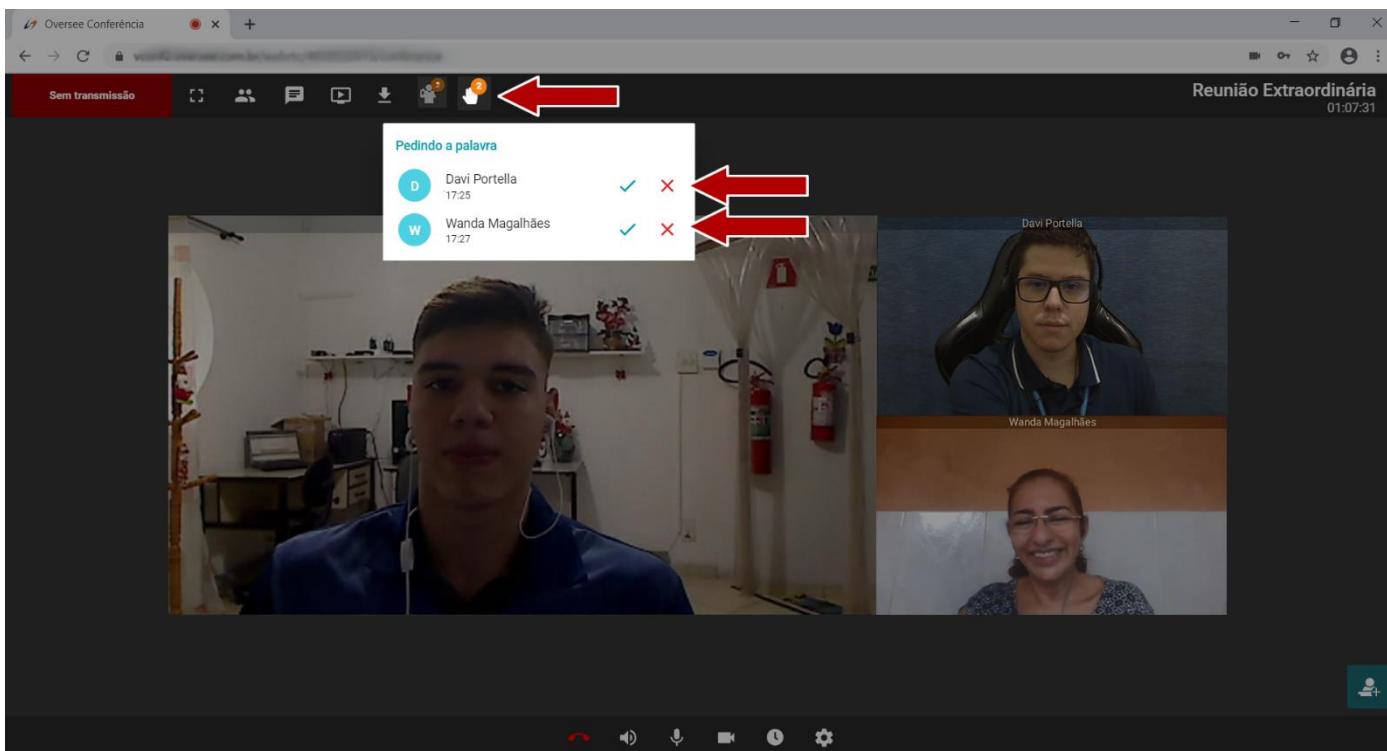 Oversee Conferência
Sem transmissão
2
Reunião Extraordinária
01:07:31
Pedindo a palavra
D
Davi Portella
17:25
W
Wanda Magalhães
17:27
Davi Portella
Wanda Magalhães